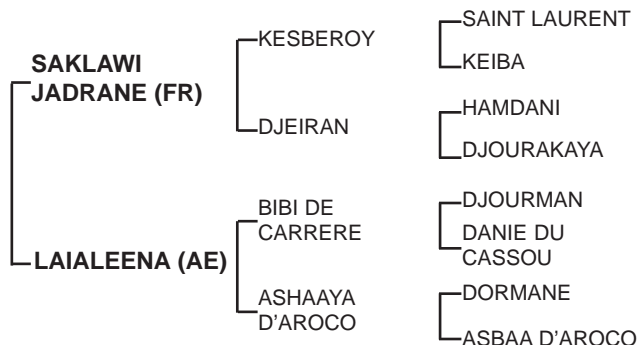 SAKLAWI
JADRANE (FR)
KESBEROY
SAINT LAURENT
KEIBA
DJEIRAN
HAMDANI
DJOURAKAYA
LAIALEENA (AE)
BIBI DE
CARRERE
DJOURMAN
DANIE DU
CASSOU
ASHAAYA
D'AROCO
DORMANE
ASBAA D'AROCO